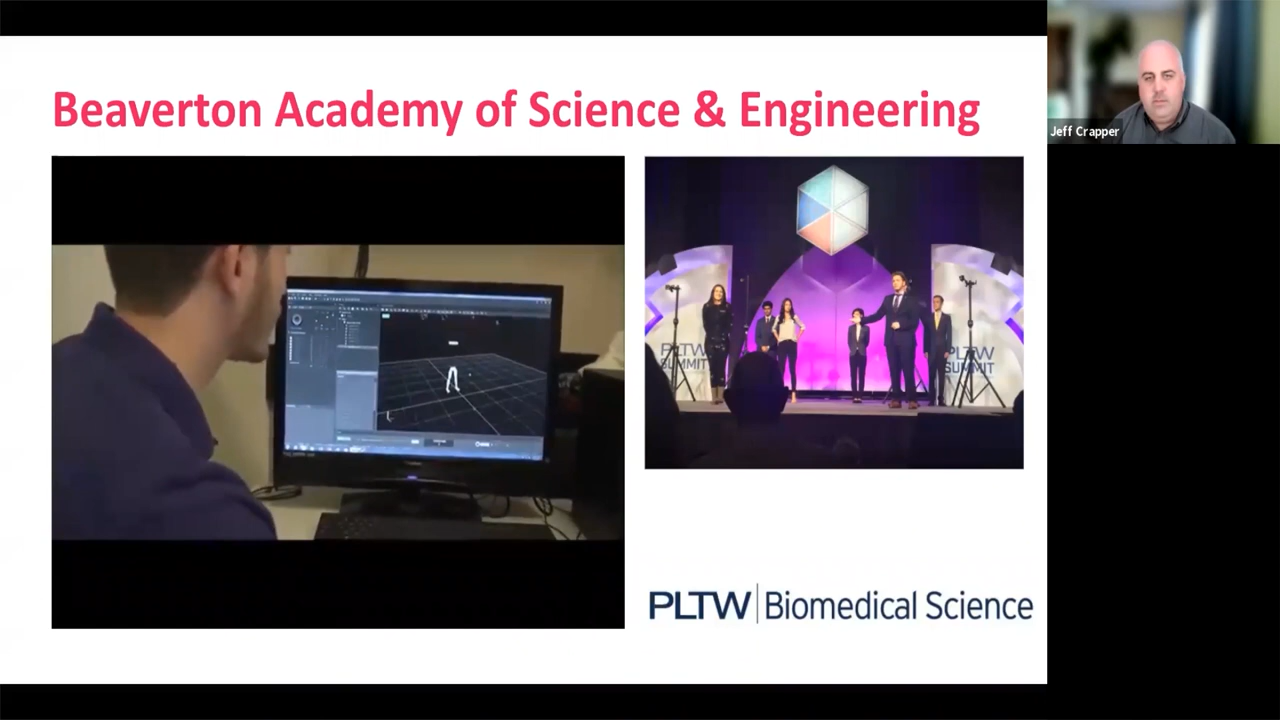 Beaverton Academy of Science & Engineering
Jeff Crapper
PLTW
SUMMIT
PLTW
SUMMIT
PLTW | Biomedical Science